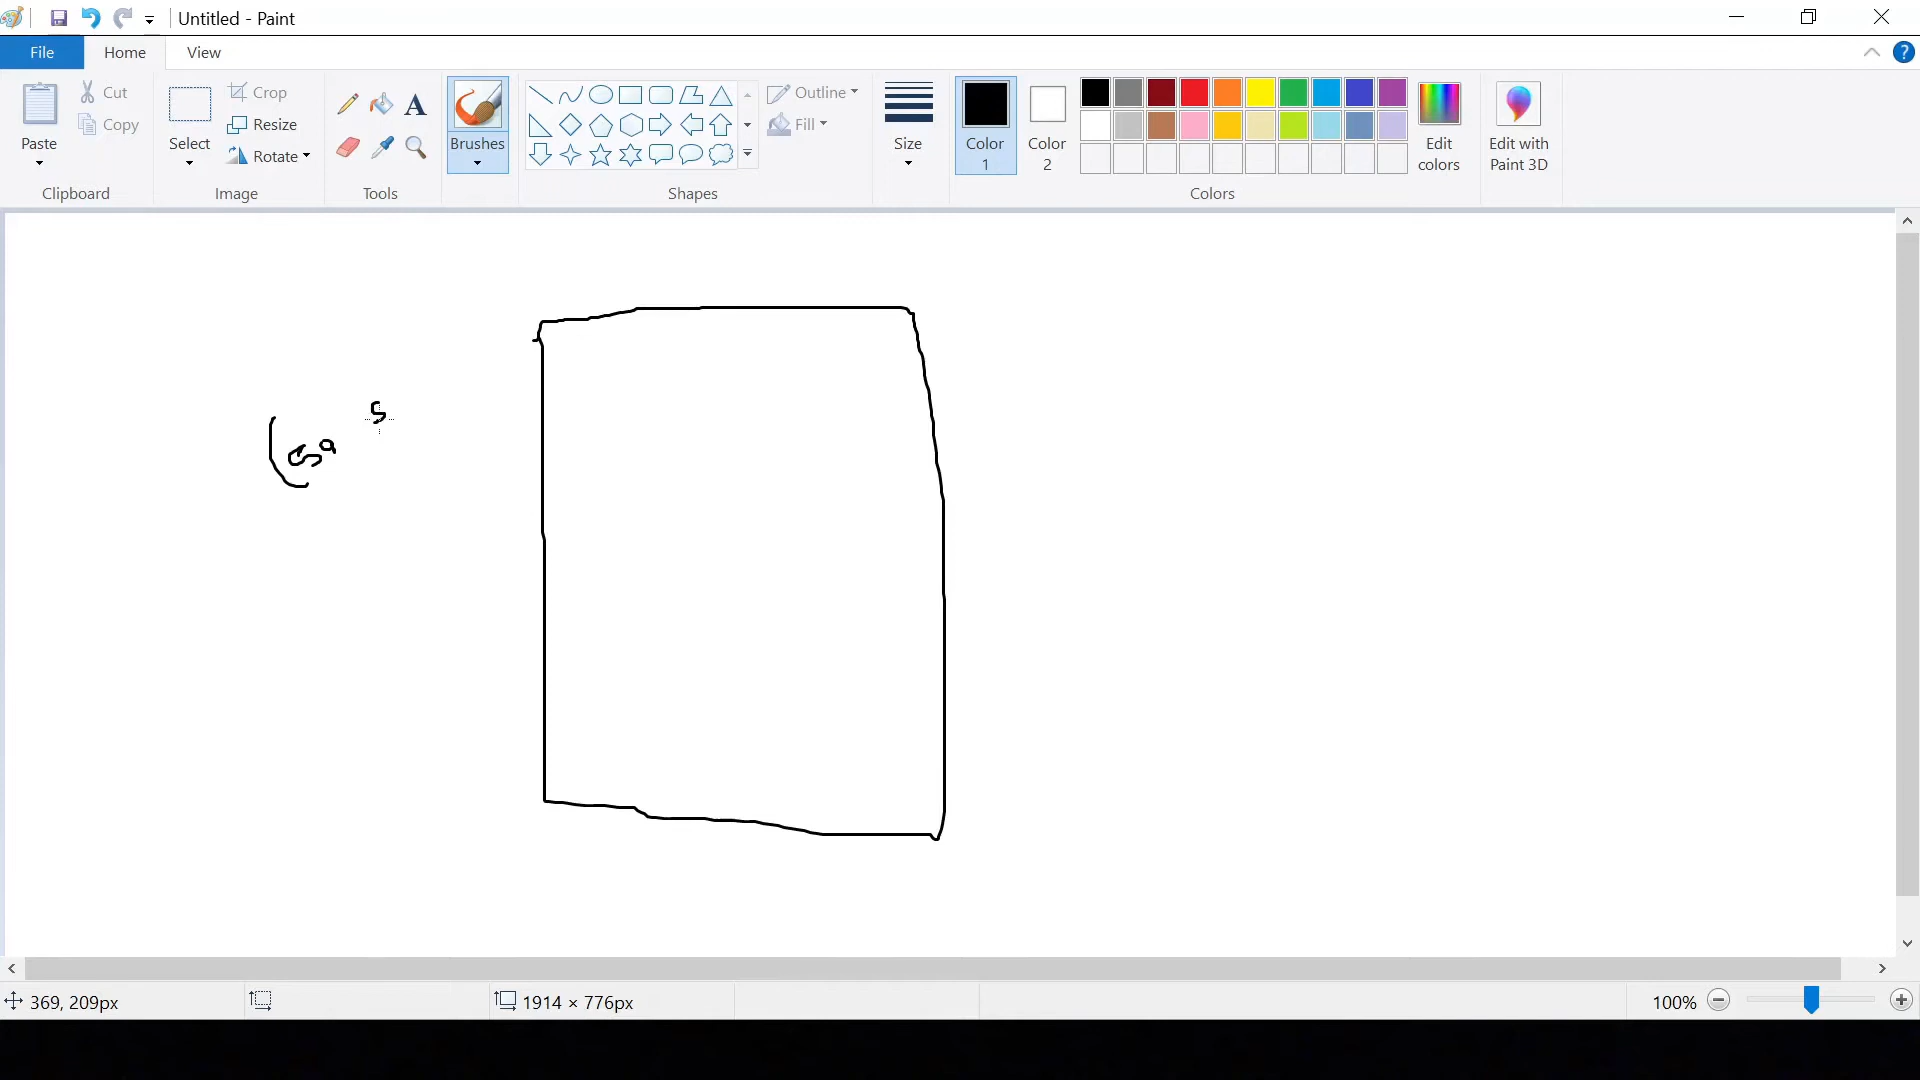 Untitled - Paint
File Home View
Paste
Cut
Copy
Clipboard
Select
Crop
Resize
Rotate
Image
Tools
Brushes
Shapes
Outline
Fill
Size
Color 1
Color 2
Edit colors
Colors
Edit with Paint 3D
369, 209px
1914 × 776px
100%